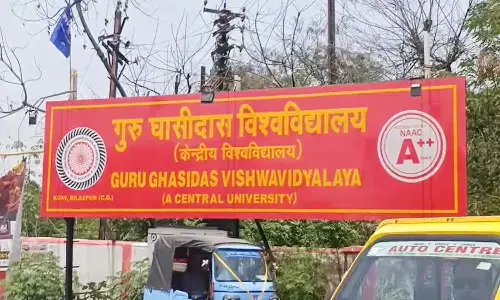 गुरु घासीदास विश्वविद्यालय
(केन्द्रीय विश्वविद्यालय)
GURU GHASIDAS VISHWAVIDYALAYA
(A CENTRAL UNIVERSITY)
KONI, BILASPUR (C.G.)
NAAC
A++
AUTO CENTRE